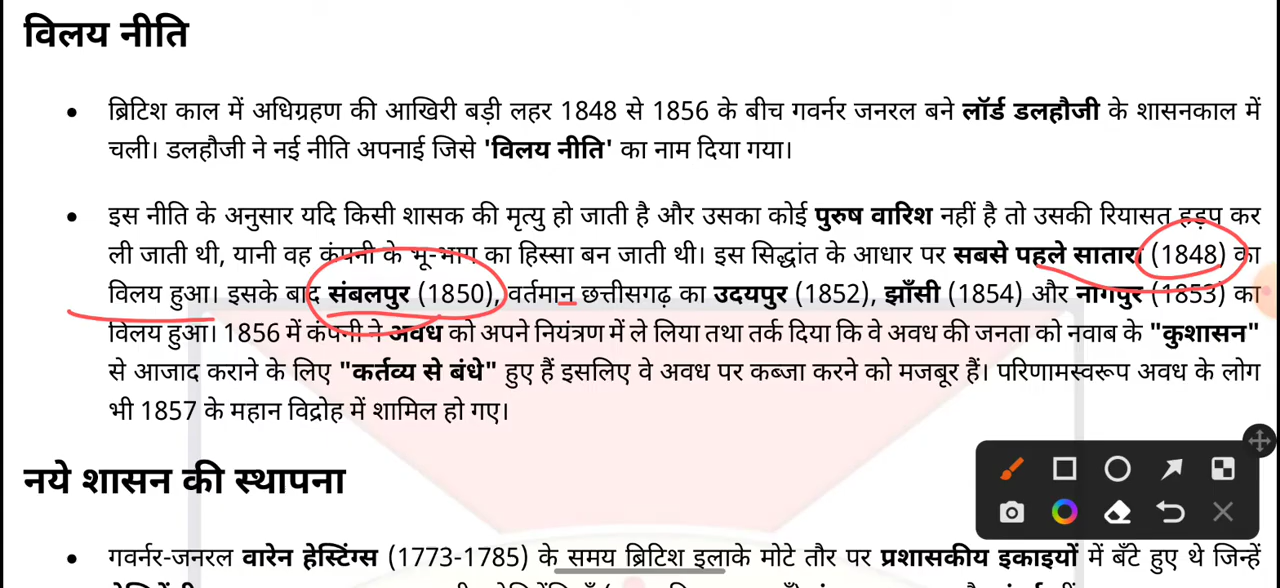 विलय नीति
• ब्रिटिश काल में अधिग्रहण की आखिरी बड़ी लहर 1848 से 1856 के बीच गवर्नर जनरल बने लॉर्ड डलहौजी के शासनकाल में
चली। डलहौजी ने नई नीति अपनाई जिसे 'विलय नीति' का नाम दिया गया।
• इस नीति के अनुसार यदि किसी शासक की मृत्यु हो जाती है और उसका कोई पुरुष वारिश नहीं है तो उसकी रियासत हड़प कर
ली जाती थी, यानी वह कंपनी के भू-भाग का हिस्सा बन जाती थी। इस सिद्धांत के आधार पर सबसे पहले सातारा (1848) का
विलय हुआ। इसके बाद संबलपुर (1850), वर्तमान छत्तीसगढ़ का उदयपुर (1852), झाँसी (1854) और नागपुर (1853) का
विलय हुआ। 1856 में कंपनी ने अवध को अपने नियंत्रण में ले लिया तथा तर्क दिया कि वे अवध की जनता को नवाब के "कुशासन"
से आजाद कराने के लिए "कर्तव्य से बंधे" हुए हैं इसलिए वे अवध पर कब्जा करने को मजबूर हैं। परिणामस्वरूप अवध के लोग
भी 1857 के महान विद्रोह में शामिल हो गए।
नये शासन की स्थापना
• गवर्नर-जनरल वारेन हेस्टिंग्स (1773-1785) के समय ब्रिटिश इलाके मोटे तौर पर प्रशासकीय इकाइयों में बँटे हुए थे जिन्हें